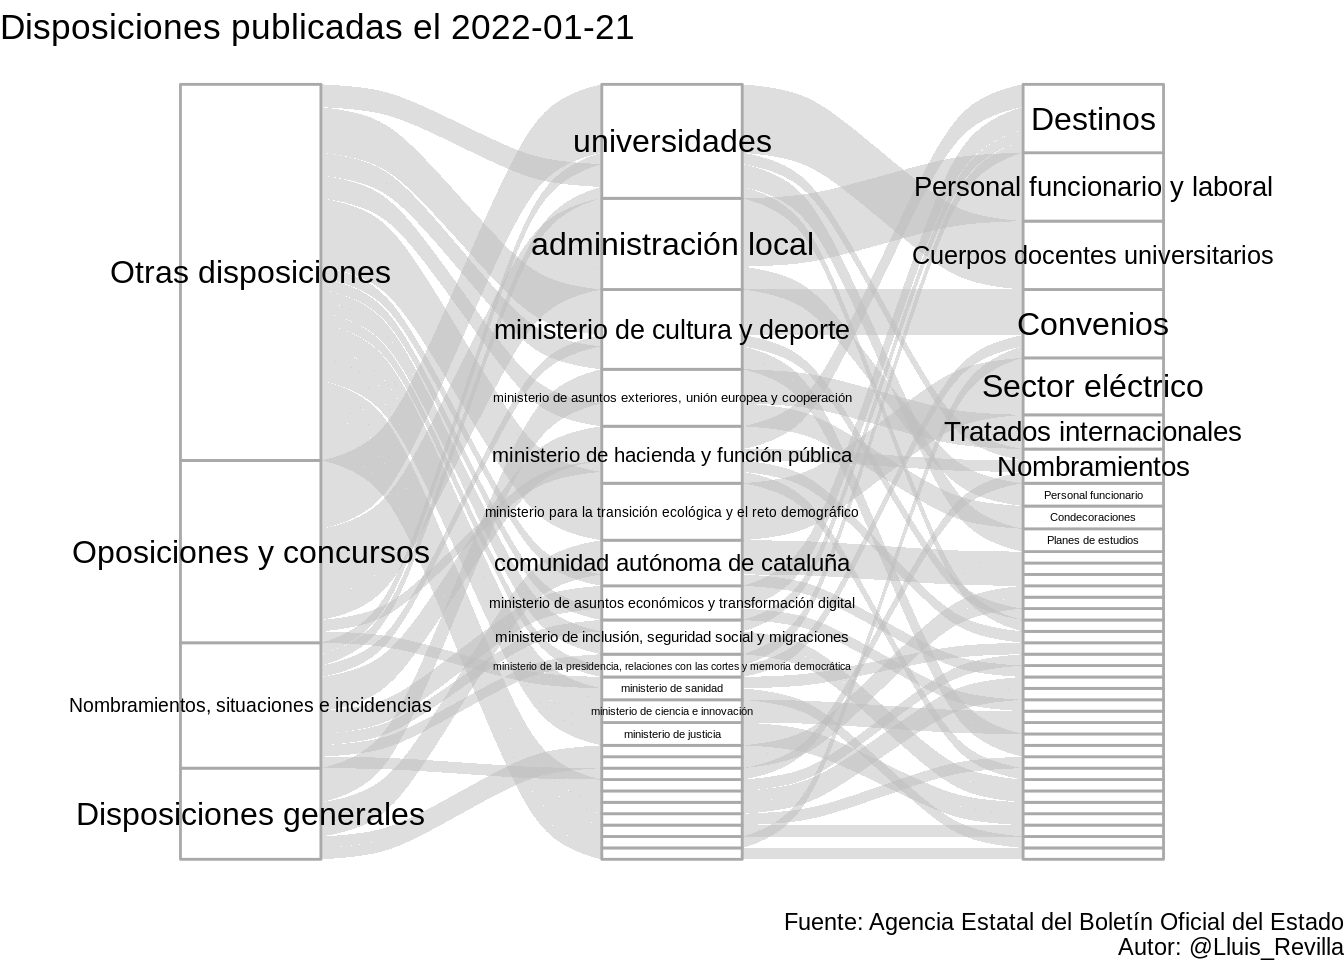 Disposiciones publicadas el 2022-01-21
Otras disposiciones
Oposiciones y concursos
Nombramientos, situaciones e incidencias
Disposiciones generales
universidades
administración local
ministerio de cultura y deporte
ministerio de asuntos exteriores, unión europea y cooperación
ministerio de hacienda y función pública
ministerio para la transición ecológica y el reto demográfico
comunidad autónoma de cataluña
ministerio de asuntos económicos y transformación digital
ministerio de inclusión, seguridad social y migraciones
ministerio de la presidencia, relaciones con las cortes y memoria democrática
ministerio de sanidad
ministerio de ciencia e innovación
ministerio de justicia
Destinos
Personal funcionario y laboral
Cuerpos docentes universitarios
Convenios
Sector eléctrico
Tratados internacionales
Nombramientos
Personal funcionario
Condecoraciones
Planes de estudios
Fuente: Agencia Estatal del Boletín Oficial del Estado
Autor: @Lluis_Revilla